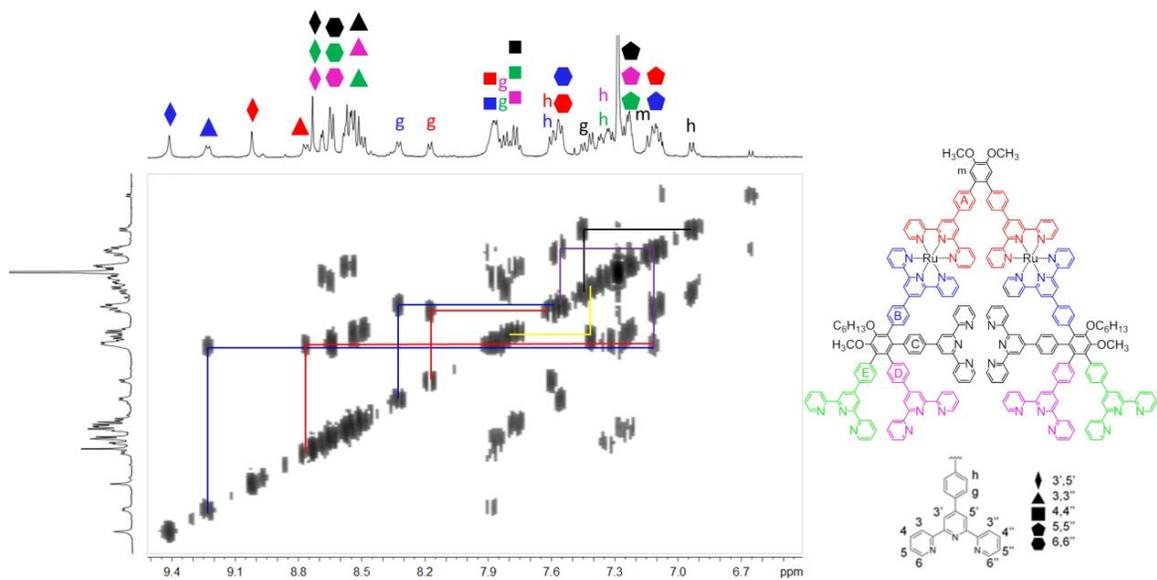 g
g
g
g
h
h
h
h
g
h
h
m
h
9.4 9.1 8.8 8.5 8.2 7.9 7.6 7.3 7.0 6.7 ppm
H₃CO OCH₃
m
A
N N N N
N N
N Ru N N Ru N
N N
N N
B
C₆H₁₃O OC₆H₁₃
H₃CO C N N N N OCH₃
N N
E D
N N N N
N N N N
N N N N
h
g
3' 5'
3 3"
4 4"
5 N N N 5"
6 6"
3',5'
3,3"
4,4"
5,5"
6,6"